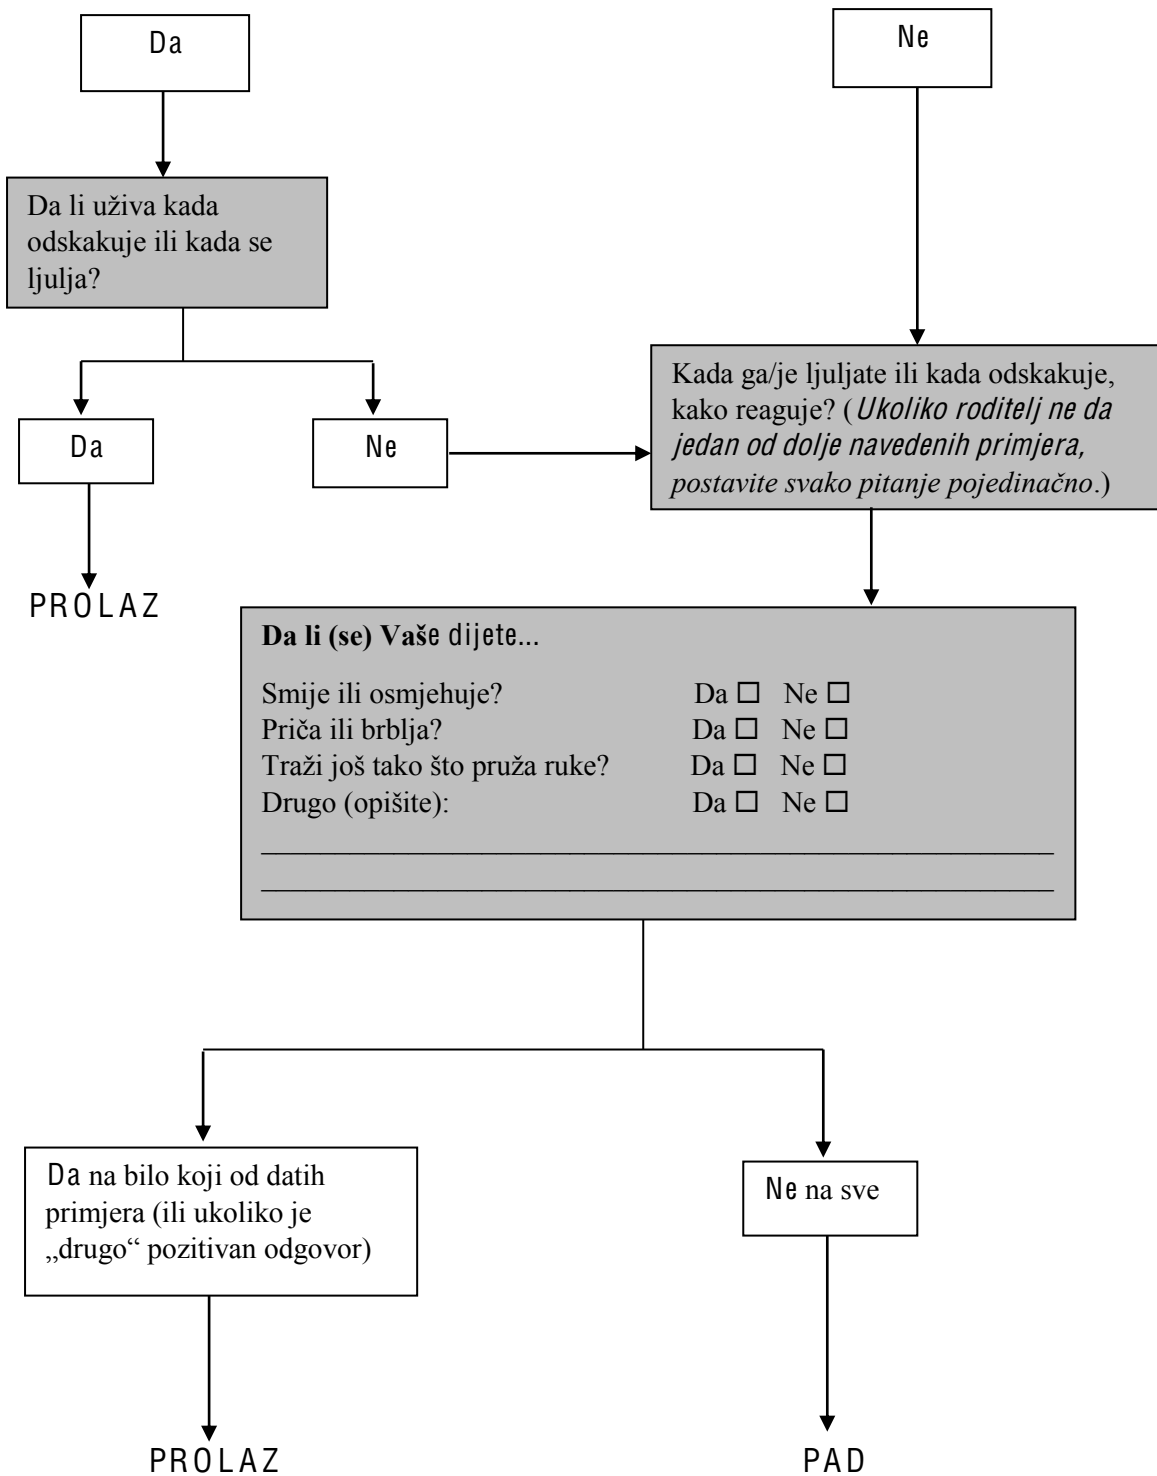 Da
Ne
Da li uživa kada
odskakuje ili kada se
ljulja?
Kada ga/je ljuljate ili kada odskakuje,
kako reaguje? (Ukoliko roditelj ne da
jedan od dolje navedenih primjera,
postavite svako pitanje pojedinačno.)
Da
Ne
PROLAZ
Da li (se) Vaše dijete...
Smije ili osmjehuje? Da □ Ne □
Priča ili brblja? Da □ Ne □
Traži još tako što pruža ruke? Da □ Ne □
Drugo (opišite): Da □ Ne □
Da na bilo koji od datih
primjera (ili ukoliko je
„drugo“ pozitivan odgovor)
Ne na sve
PROLAZ
PAD